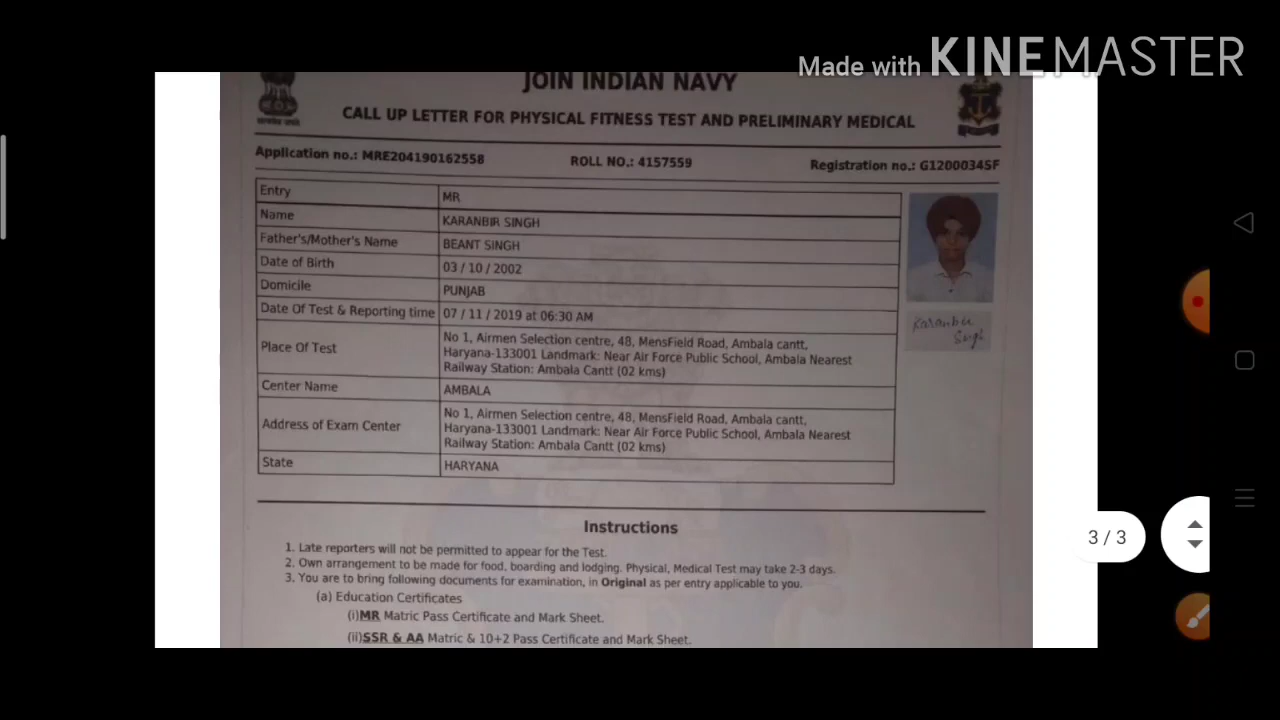 Made with KINEMASTER
JOIN INDIAN NAVY
CALL UP LETTER FOR PHYSICAL FITNESS TEST AND PRELIMINARY MEDICAL
Application no.: MRE204190162558 ROLL NO.: 4157559 Registration no.: G1200034SF
Entry MR
Name KARANBIR SINGH
Father's/Mother's Name BEANT SINGH
Date of Birth 03 / 10 / 2002
Domicile PUNJAB
Date Of Test & Reporting time 07 / 11 / 2019 at 06:30 AM
Karanbir
Singh
Place Of Test No 1, Airmen Selection centre, 48, MensField Road, Ambala cantt,
Haryana-133001 Landmark: Near Air Force Public School, Ambala Nearest
Railway Station: Ambala Cantt (02 kms)
Center Name AMBALA
Address of Exam Center No 1, Airmen Selection centre, 48, MensField Road, Ambala cantt,
Haryana-133001 Landmark: Near Air Force Public School, Ambala Nearest
Railway Station: Ambala Cantt (02 kms)
State HARYANA
Instructions
1. Late reporters will not be permitted to appear for the Test.
2. Own arrangement to be made for food, boarding and lodging. Physical, Medical Test may take 2-3 days.
3. You are to bring following documents for examination, in Original as per entry applicable to you.
(a) Education Certificates
(i)MR Matric Pass Certificate and Mark Sheet.
(ii)SSR & AA Matric & 10+2 Pass Certificate and Mark Sheet.
3 / 3